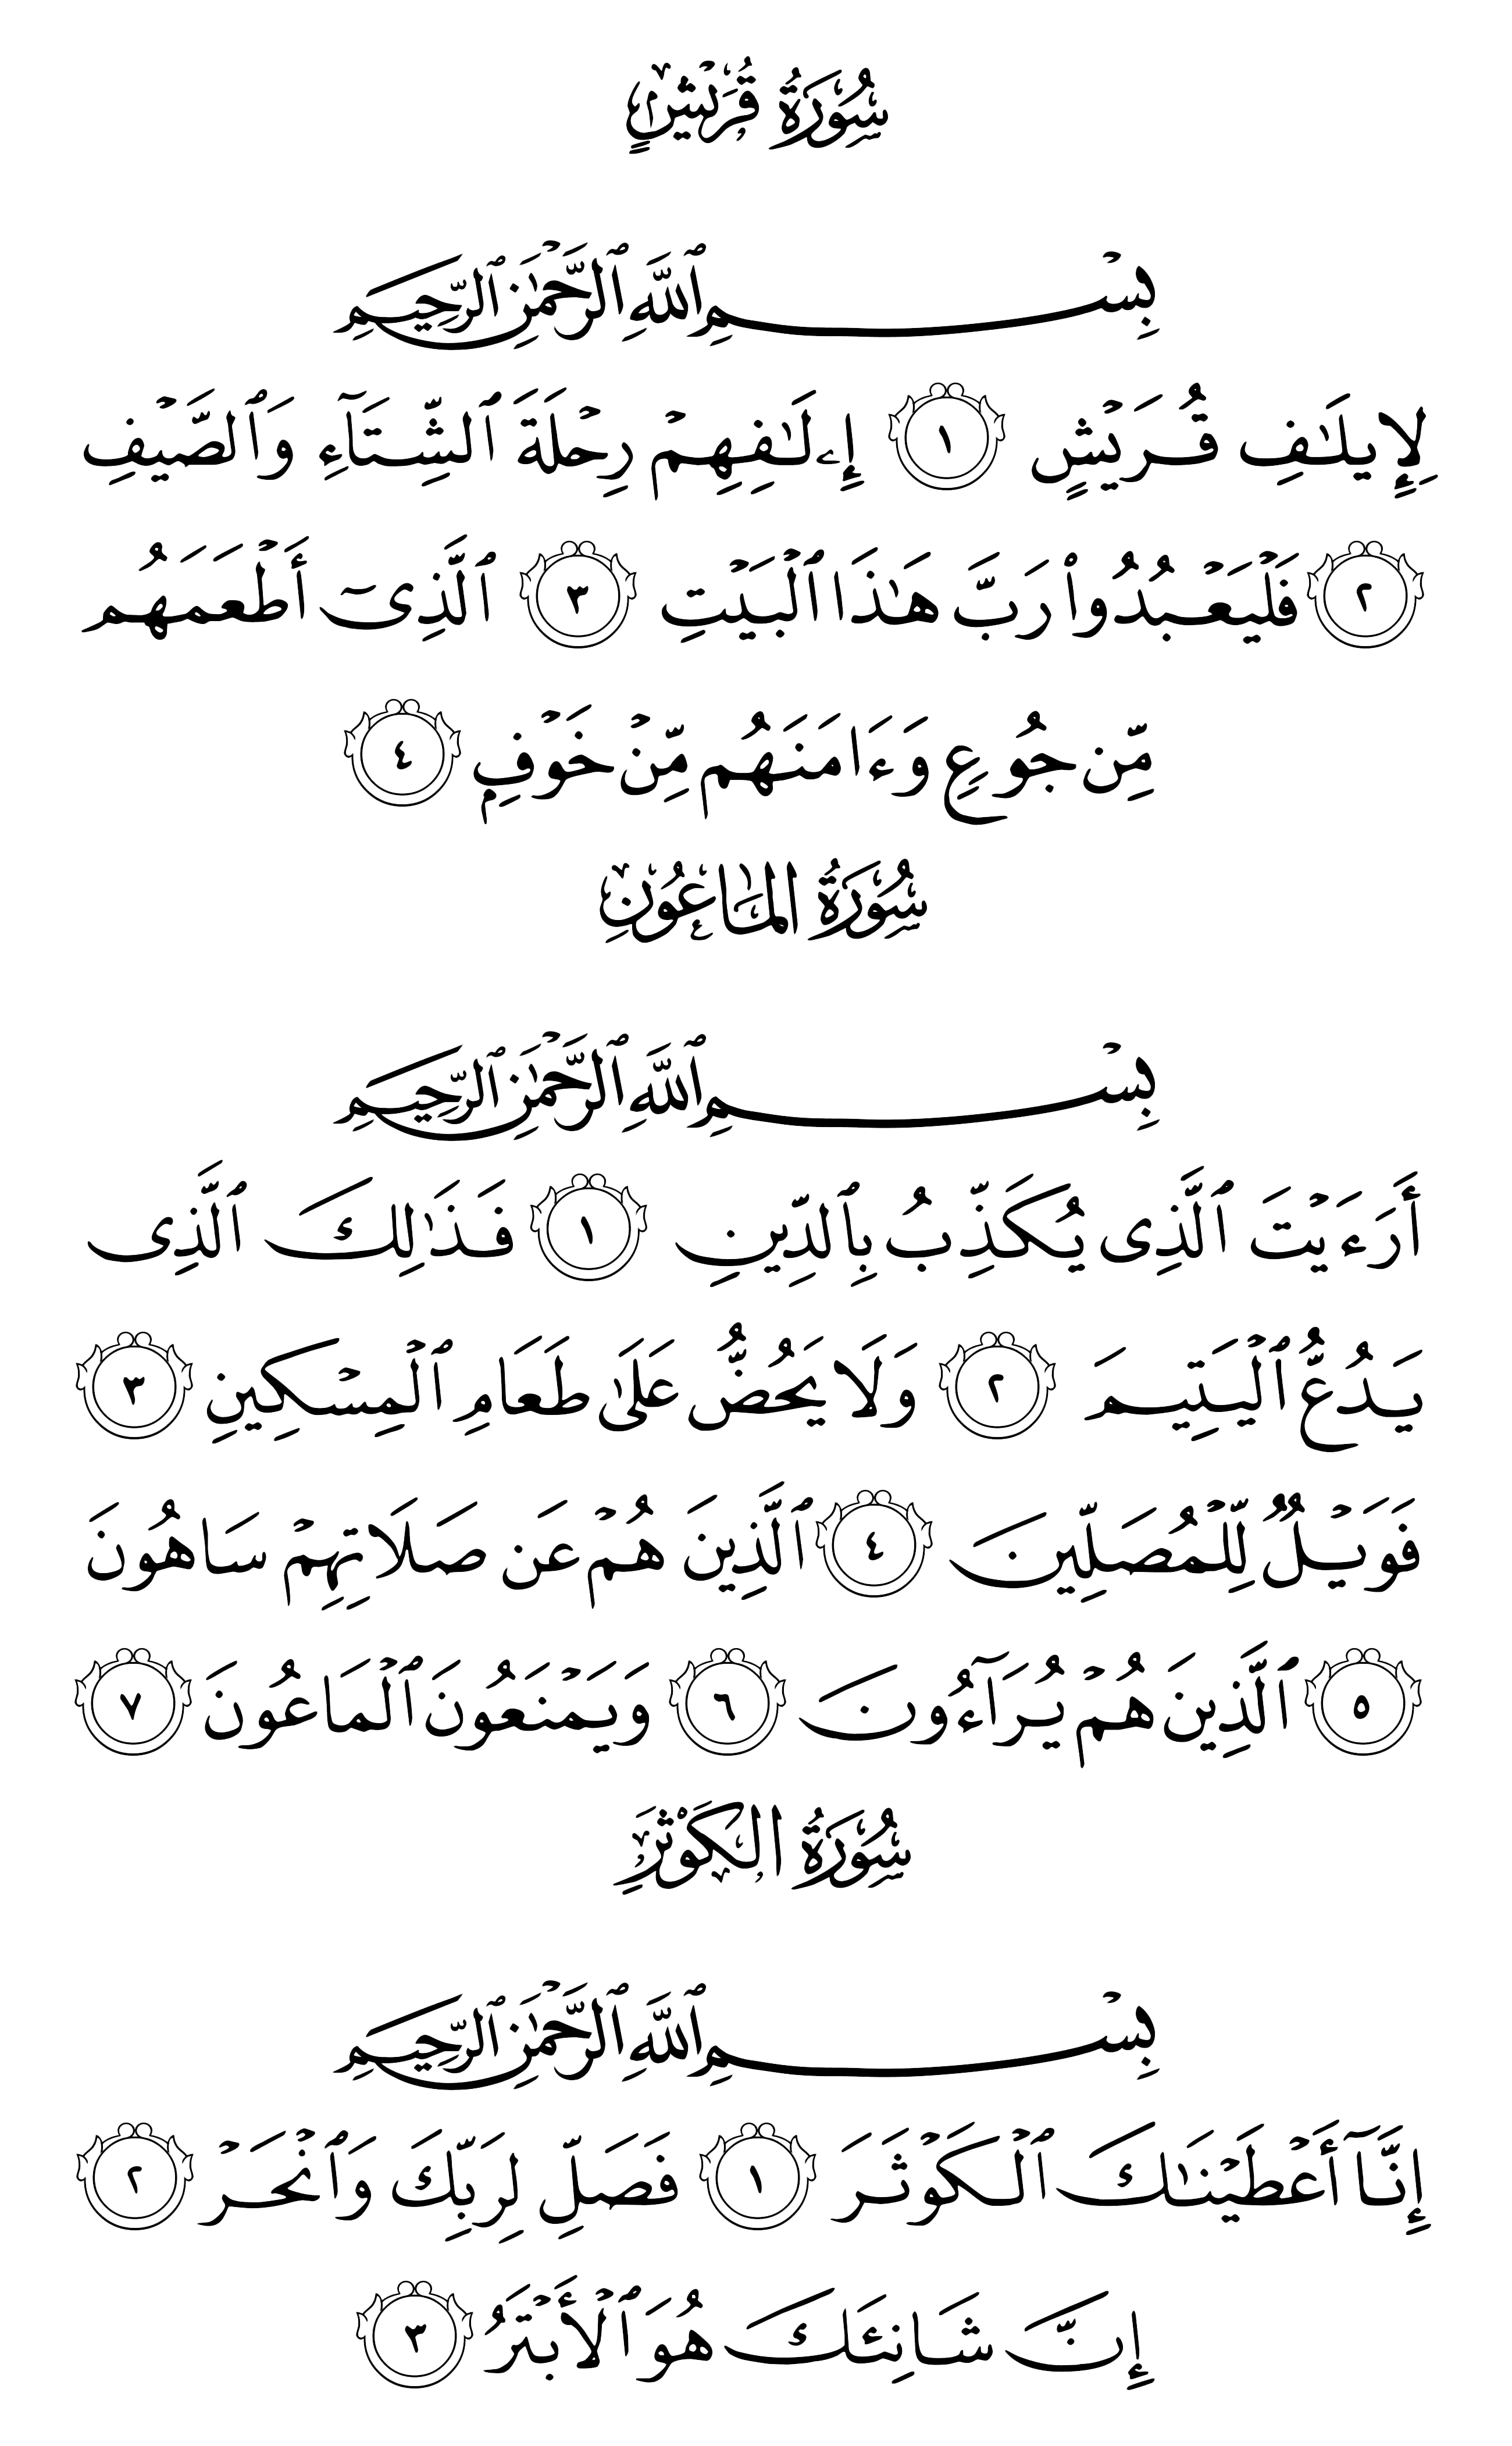 سُورَةُ قُرَيْشٍ
بِسْمِ ٱللَّهِ ٱلرَّحْمَٰنِ ٱلرَّحِيمِ
لِإِيلَٰفِ قُرَيْشٍ ١ إِۦلَٰفِهِمْ رِحْلَةَ ٱلشِّتَآءِ وَٱلصَّيْفِ
٢ فَلْيَعْبُدُوا۟ رَبَّ هَٰذَا ٱلْبَيْتِ ٣ ٱلَّذِىٓ أَطْعَمَهُم
مِّن جُوعٍ وَءَامَنَهُم مِّنْ خَوْفٍۭ ٤
سُورَةُ المَاعُونِ
بِسْمِ ٱللَّهِ ٱلرَّحْمَٰنِ ٱلرَّحِيمِ
أَرَءَيْتَ ٱلَّذِى يُكَذِّبُ بِٱلدِّينِ ١ فَذَٰلِكَ ٱلَّذِى
يَدُعُّ ٱلْيَتِيمَ ٢ وَلَا يَحُضُّ عَلَىٰ طَعَامِ ٱلْمِسْكِينِ ٣
فَوَيْلٌ لِّلْمُصَلِّينَ ٤ ٱلَّذِينَ هُمْ عَن صَلَاتِهِمْ سَاهُونَ
٥ ٱلَّذِينَ هُمْ يُرَآءُونَ ٦ وَيَمْنَعُونَ ٱلْمَاعُونَ ٧
سُورَةُ الكَوْثَرِ
بِسْمِ ٱللَّهِ ٱلرَّحْمَٰنِ ٱلرَّحِيمِ
إِنَّآ أَعْطَيْنَٰكَ ٱلْكَوْثَرَ ١ فَصَلِّ لِرَبِّكَ وَٱنْحَرْ ٢
إِنَّ شَانِئَكَ هُوَ ٱلْأَبْتَرُ ٣